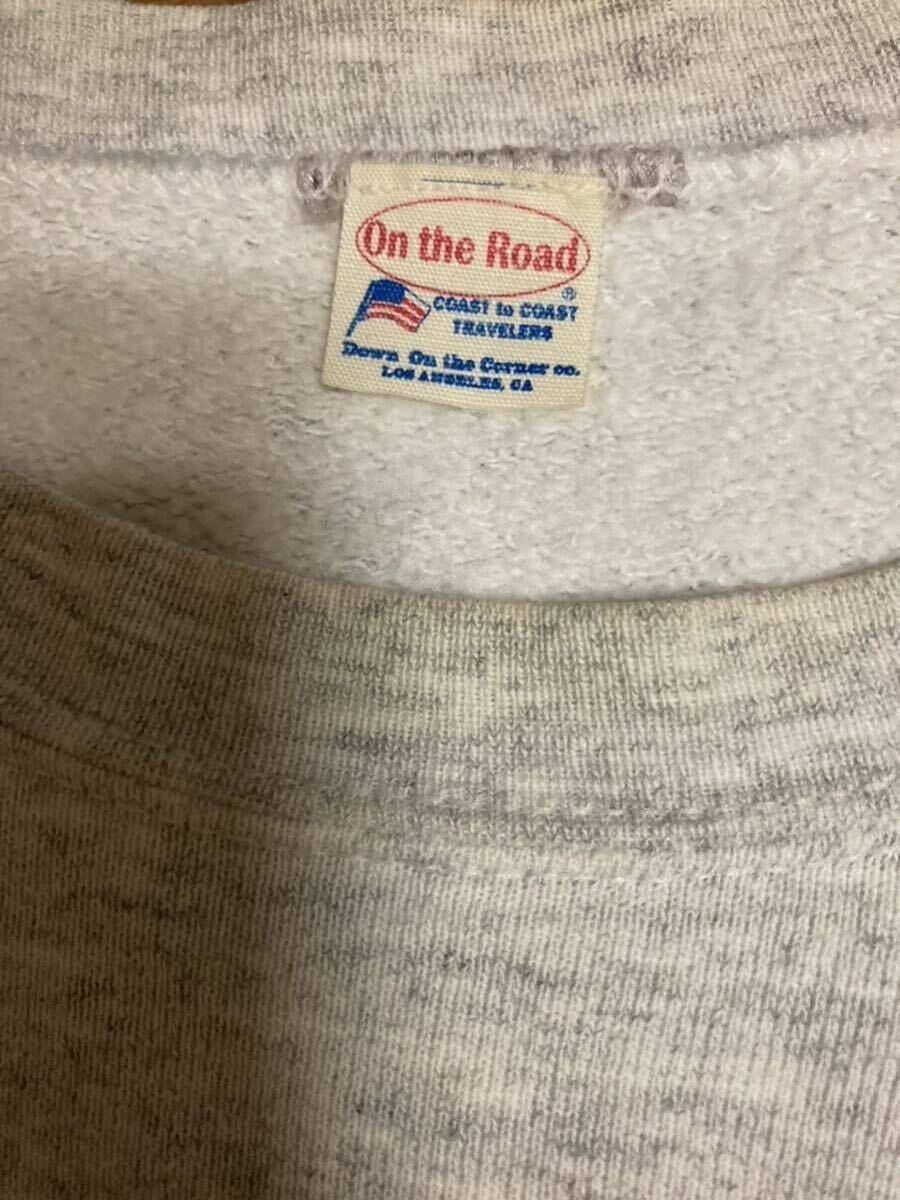 On the Road
®
COAST to COAST
TRAVELERS
Down On the Corner co.
LOS ANGELES, CA